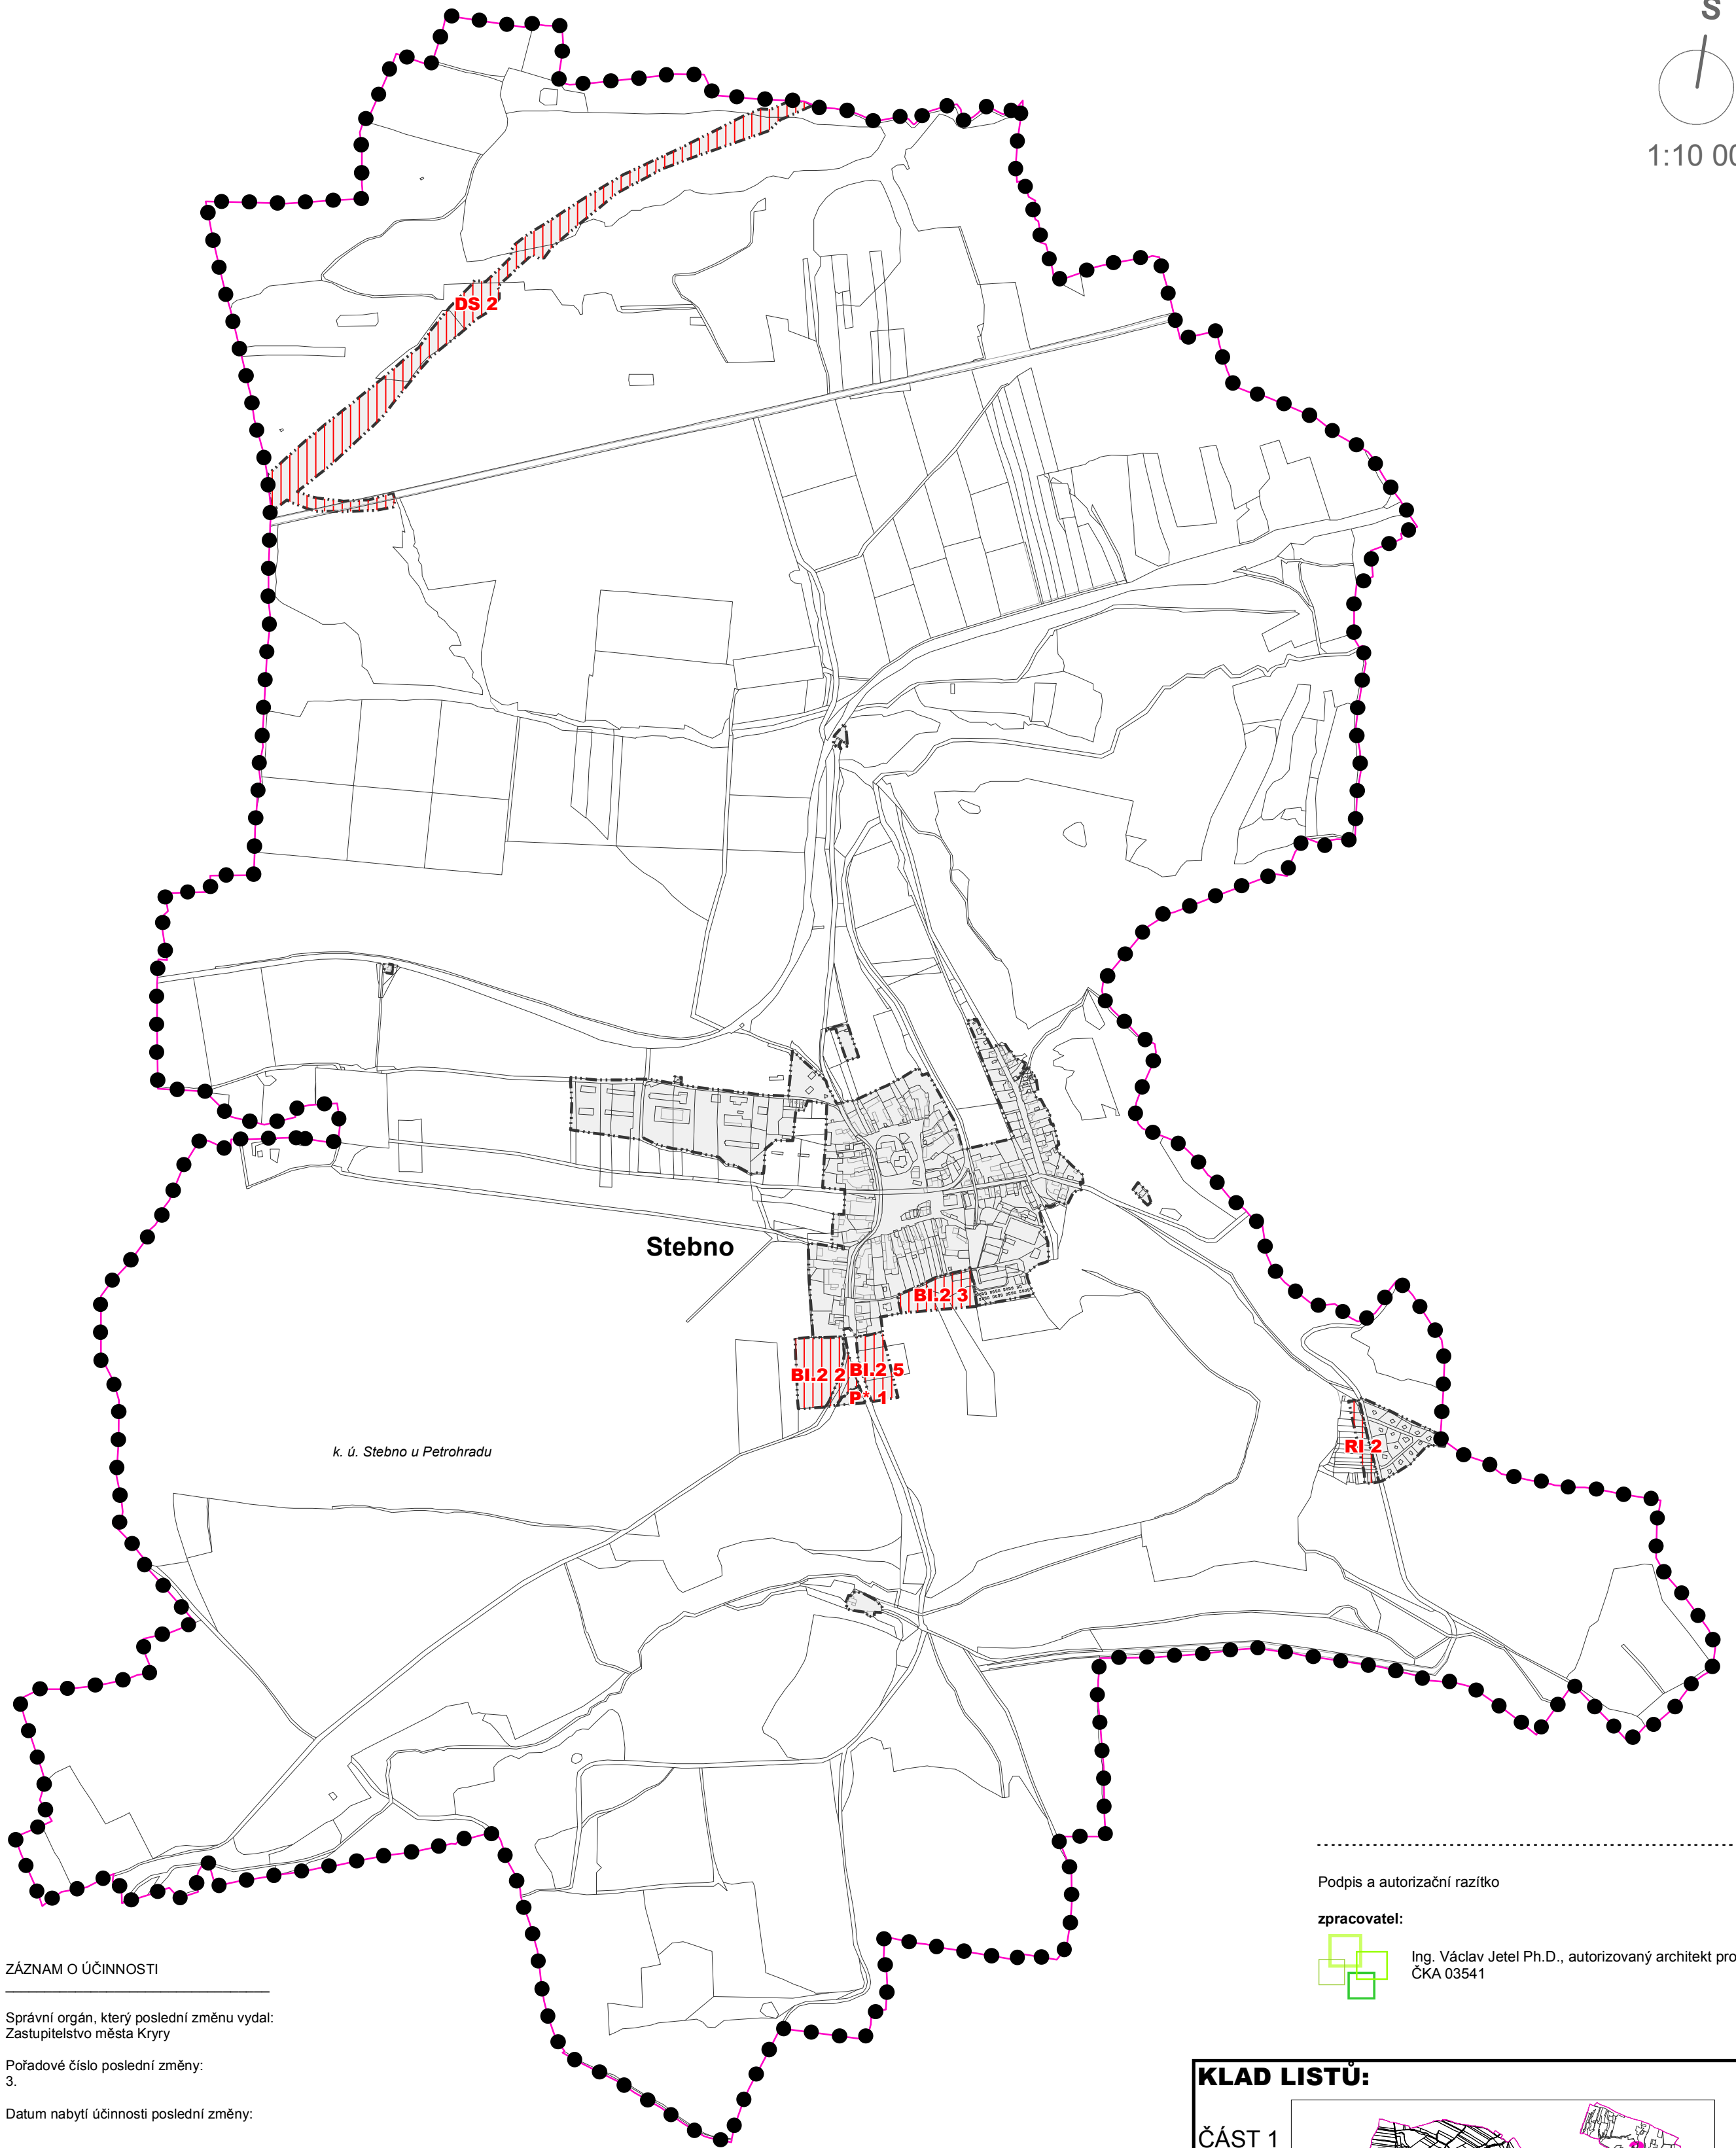 S
1:10 00
DS 2
Stebno
BI.2 3
BI.2 2
BI.2 5
P* 1
RI 2
k. ú. Stebno u Petrohradu
Podpis a autorizační razítko
zpracovatel:
Ing. Václav Jetel Ph.D., autorizovaný architekt pro
ČKA 03541
ZÁZNAM O ÚČINNOSTI
Správní orgán, který poslední změnu vydal:
Zastupitelstvo města Kryry
Pořadové číslo poslední změny:
3.
Datum nabytí účinnosti poslední změny:
KLAD LISTŮ:
ČÁST 1